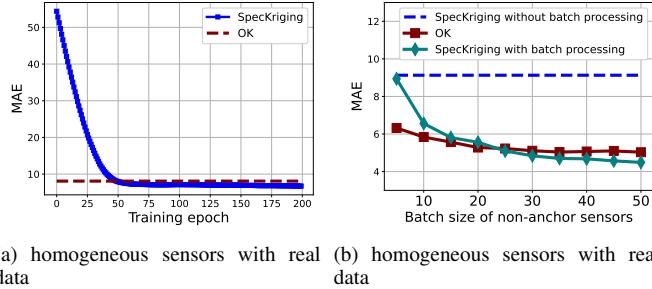 SpecKriging
OK
50
40
30
20
10
MAE
0 25 50 75 100 125 150 175 200
Training epoch
SpecKriging without batch processing
OK
SpecKriging with batch processing
12
10
8
6
4
MAE
10 20 30 40 50
Batch size of non-anchor sensors
a) homogeneous sensors with real
data
(b) homogeneous sensors with rea
data